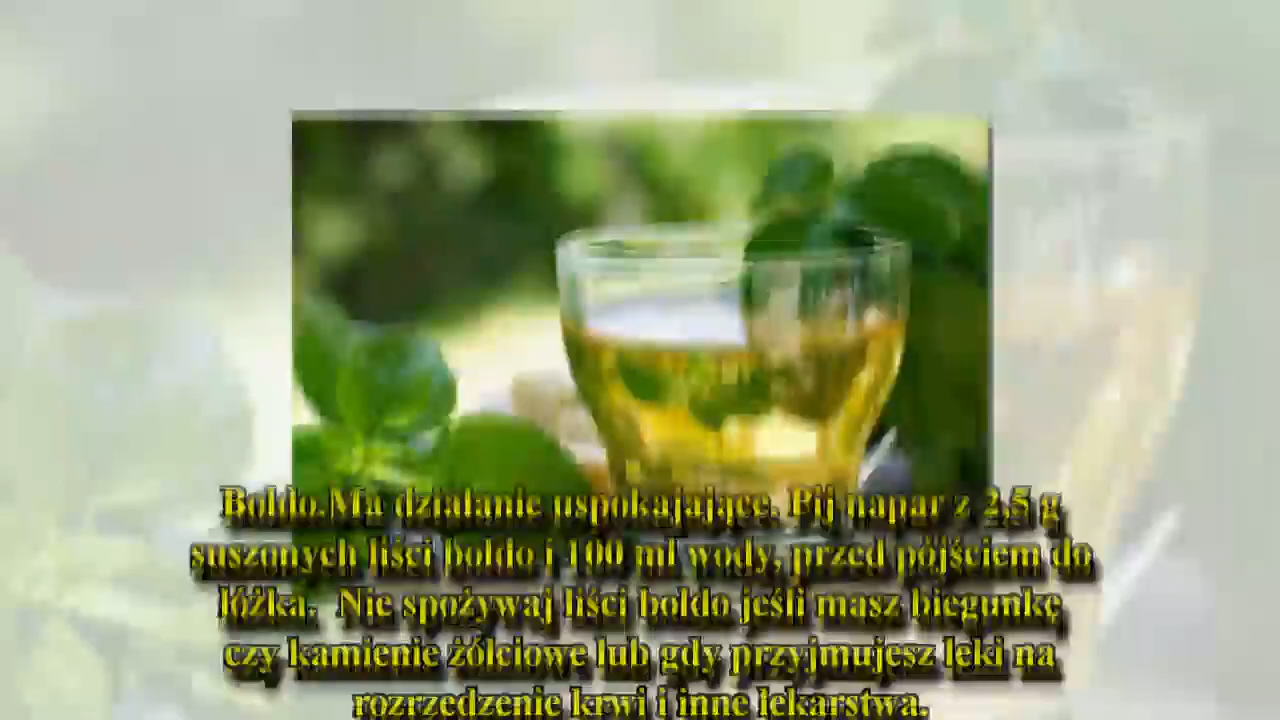 Boldo.Ma działanie uspokajające. Pij napar z 2,5 g
suszonych liści boldo i 100 ml wody, przed pójściem do
łóżka. Nie spożywaj liści boldo jeśli masz biegunkę
czy kamienie żółciowe lub gdy przyjmujesz leki na
rozrzedzenie krwi i inne lekarstwa.